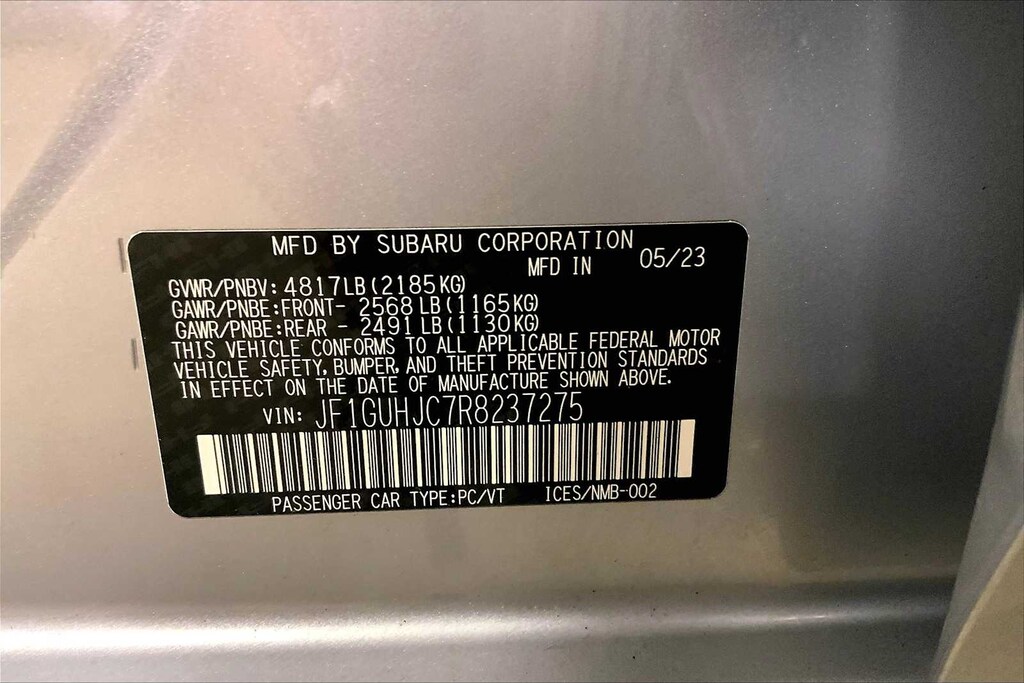 MFD BY SUBARU CORPORATION
MFD IN 05/23
GVWR/PNBV: 4817LB(2185KG)
GAWR/PNBE:FRONT- 2568LB(1165KG)
GAWR/PNBE:REAR - 2491LB(1130KG)
THIS VEHICLE CONFORMS TO ALL APPLICABLE FEDERAL MOTOR
VEHICLE SAFETY, BUMPER, AND THEFT PREVENTION STANDARDS
IN EFFECT ON THE DATE OF MANUFACTURE SHOWN ABOVE.
VIN: JF1GUHJC7R8237275
PASSENGER CAR TYPE:PC/VT ICES/NMB-002